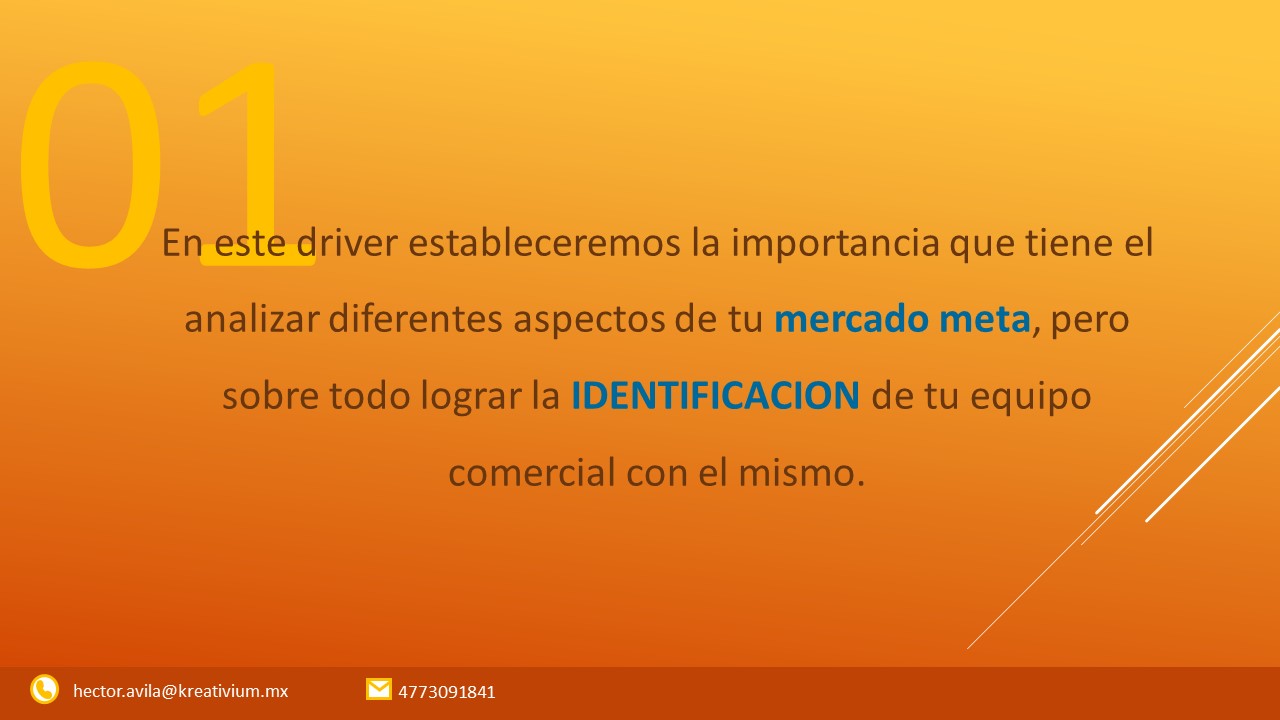 01
En este driver estableceremos la importancia que tiene el
analizar diferentes aspectos de tu mercado meta, pero
sobre todo lograr la IDENTIFICACION de tu equipo
comercial con el mismo.
hector.avila@kreativium.mx
4773091841